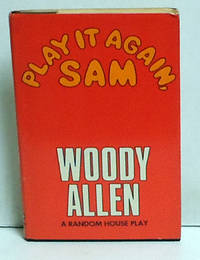 PLAY IT AGAIN,
SAM
WOODY
ALLEN
A RANDOM HOUSE PLAY